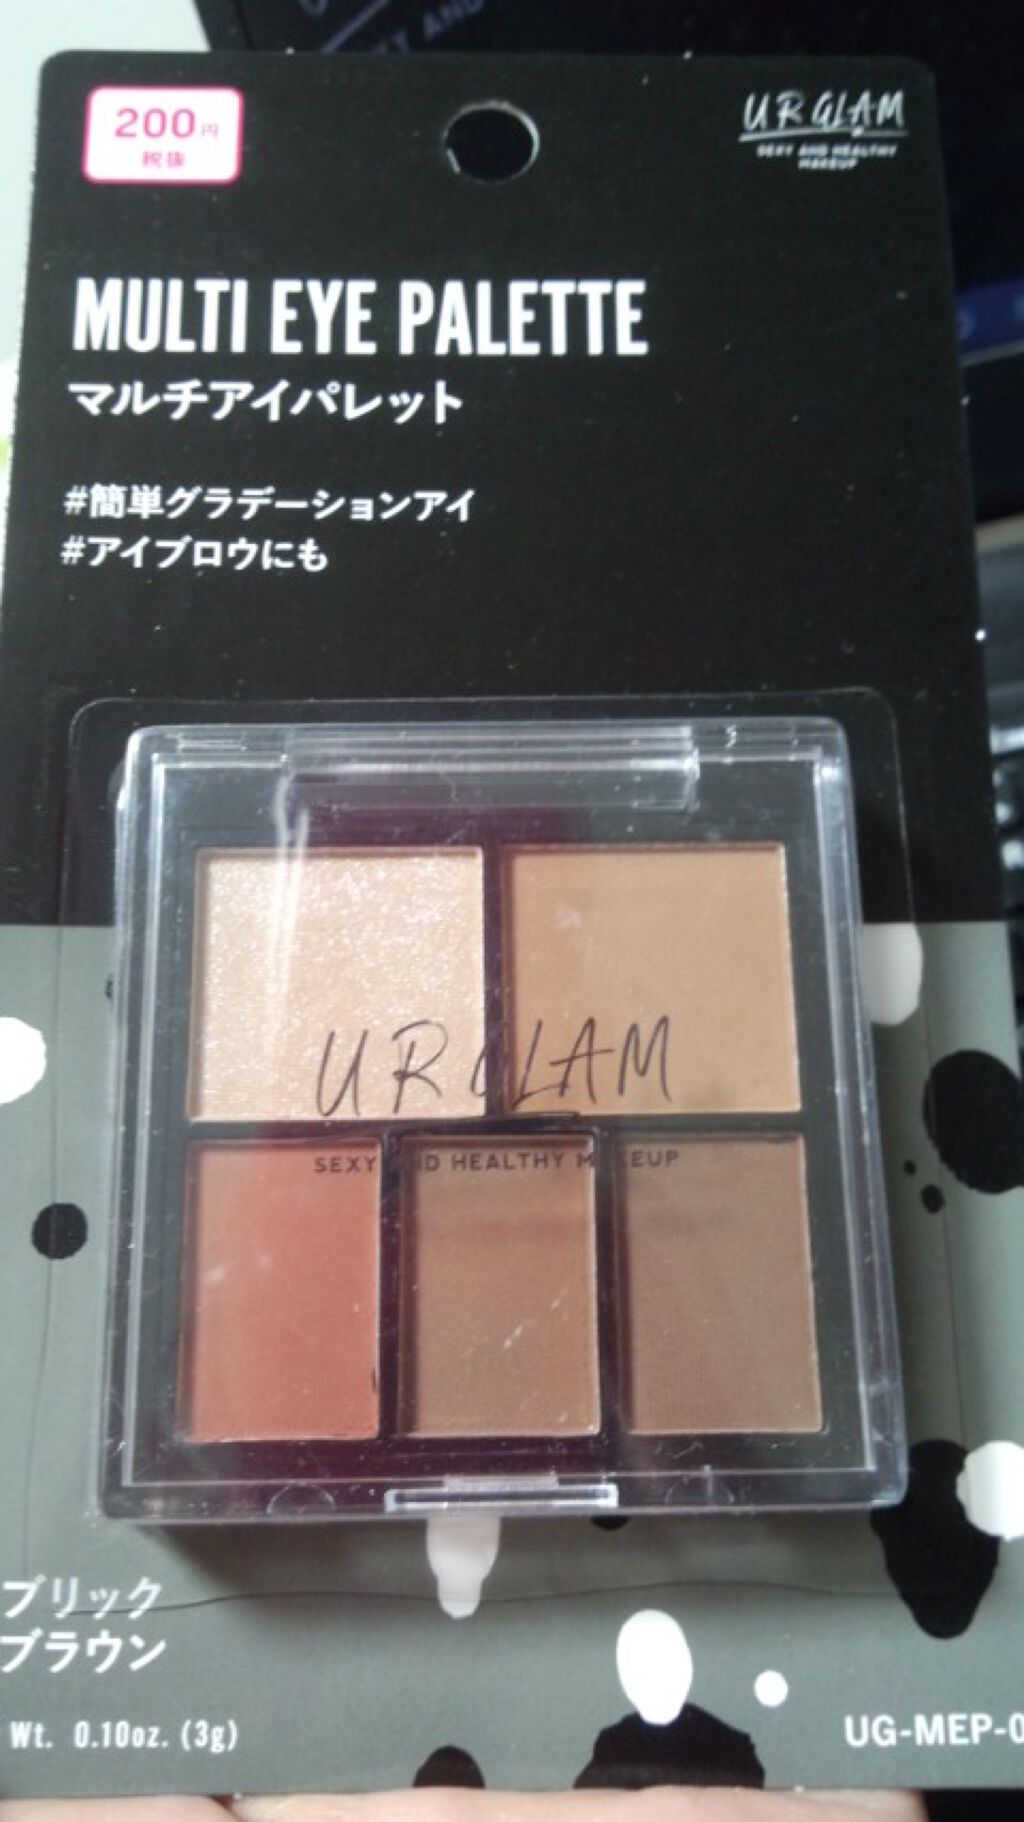 200円
税抜
UR GLAM
SEXY AND HEALTHY
MAKEUP
MULTI EYE PALETTE
マルチアイパレット
#簡単グラデーションアイ
#アイブロウにも
UR GLAM
SEXY AND HEALTHY MAKEUP
ブリック
ブラウン
Wt. 0.10oz. (3g)
UG-MEP-0